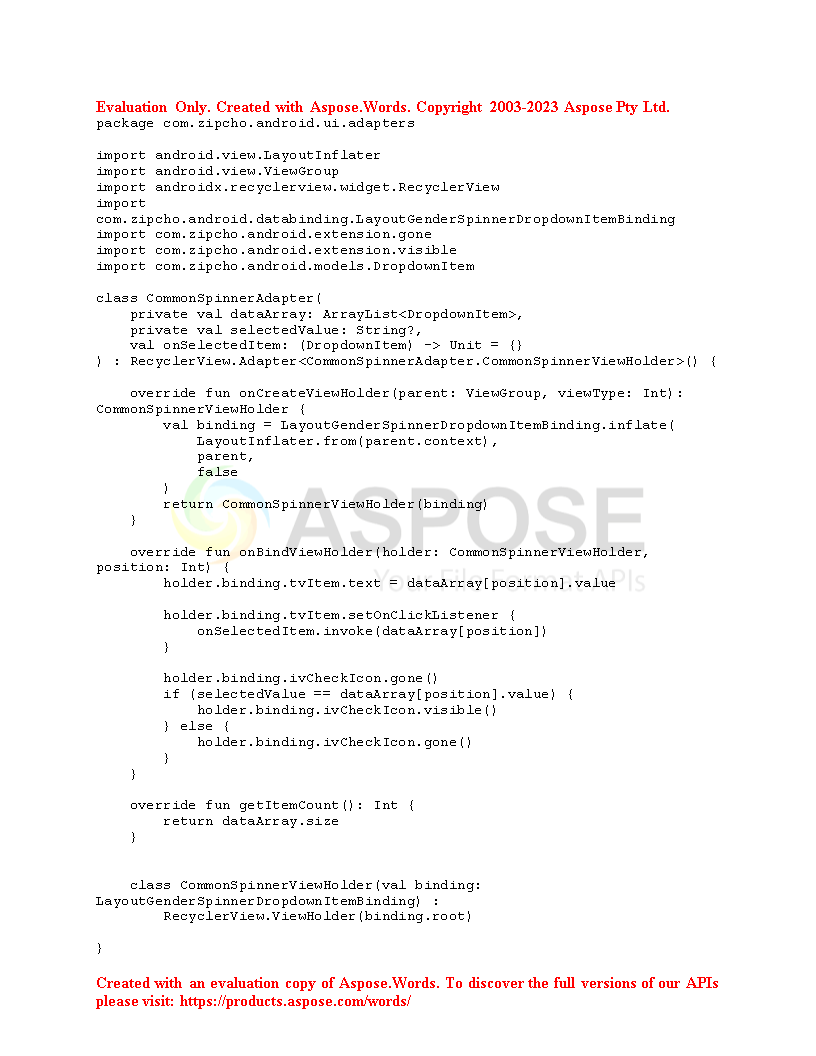 Evaluation Only. Created with Aspose.Words. Copyright 2003-2023 Aspose Pty Ltd.
package com.zipcho.android.ui.adapters

import android.view.LayoutInflater
import android.view.ViewGroup
import androidx.recyclerview.widget.RecyclerView
import
com.zipcho.android.databinding.LayoutGenderSpinnerDropdownItemBinding
import com.zipcho.android.extension.gone
import com.zipcho.android.extension.visible
import com.zipcho.android.models.DropdownItem

class CommonSpinnerAdapter(
    private val dataArray: ArrayList<DropdownItem>,
    private val selectedValue: String?,
    val onSelectedItem: (DropdownItem) -> Unit = {}
) : RecyclerView.Adapter<CommonSpinnerAdapter.CommonSpinnerViewHolder>() {

    override fun onCreateViewHolder(parent: ViewGroup, viewType: Int):
CommonSpinnerViewHolder {
        val binding = LayoutGenderSpinnerDropdownItemBinding.inflate(
            LayoutInflater.from(parent.context),
            parent,
            false
        )
        return CommonSpinnerViewHolder(binding)
    }
ASPOSE

    override fun onBindViewHolder(holder: CommonSpinnerViewHolder,
position: Int) {
        holder.binding.tvItem.text = dataArray[position].value
Your File Format APIs

        holder.binding.tvItem.setOnClickListener {
            onSelectedItem.invoke(dataArray[position])
        }

        holder.binding.ivCheckIcon.gone()
        if (selectedValue == dataArray[position].value) {
            holder.binding.ivCheckIcon.visible()
        } else {
            holder.binding.ivCheckIcon.gone()
        }
    }

    override fun getItemCount(): Int {
        return dataArray.size
    }


    class CommonSpinnerViewHolder(val binding:
LayoutGenderSpinnerDropdownItemBinding) :
        RecyclerView.ViewHolder(binding.root)

}

Created with an evaluation copy of Aspose.Words. To discover the full versions of our APIs
please visit: https://products.aspose.com/words/